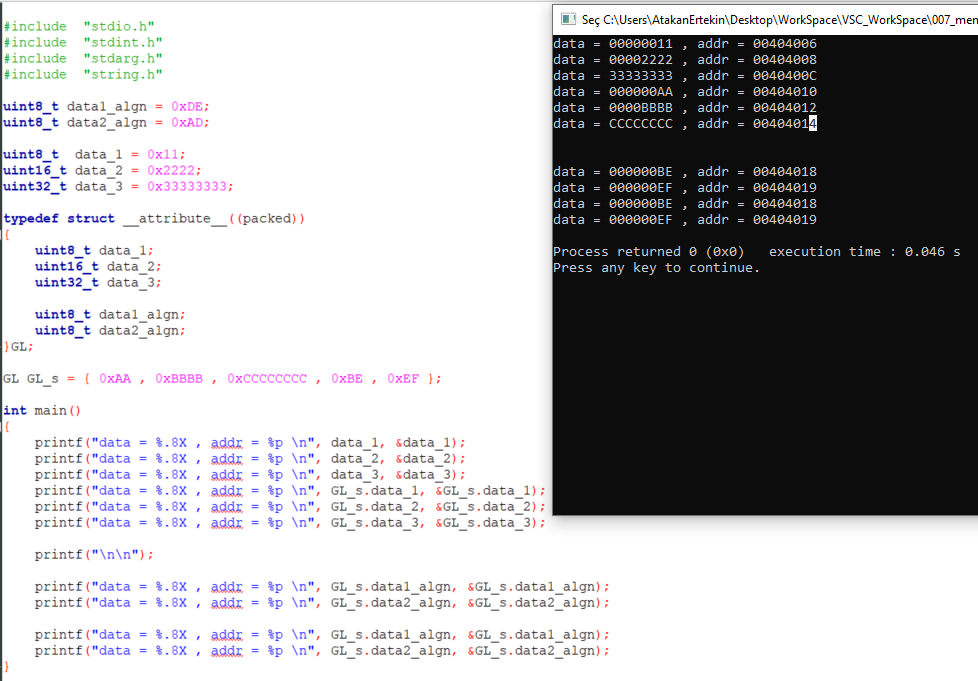 #include  "stdio.h"
#include  "stdint.h"
#include  "stdarg.h"
#include  "string.h"
uint8_t data1_algn = 0xDE;
uint8_t data2_algn = 0xAD;
uint8_t  data_1 = 0x11;
uint16_t data_2 = 0x2222;
uint32_t data_3 = 0x33333333;
typedef struct __attribute__((packed))
{
    uint8_t data_1;
    uint16_t data_2;
    uint32_t data_3;
    uint8_t data1_algn;
    uint8_t data2_algn;
}GL;
GL GL_s = { 0xAA , 0xBBBB , 0xCCCCCCCC , 0xBE , 0xEF };
int main()
{
    printf("data = %.8X , addr = %p \n", data_1, &data_1);
    printf("data = %.8X , addr = %p \n", data_2, &data_2);
    printf("data = %.8X , addr = %p \n", data_3, &data_3);
    printf("data = %.8X , addr = %p \n", GL_s.data_1, &GL_s.data_1);
    printf("data = %.8X , addr = %p \n", GL_s.data_2, &GL_s.data_2);
    printf("data = %.8X , addr = %p \n", GL_s.data_3, &GL_s.data_3);
    printf("\n\n");
    printf("data = %.8X , addr = %p \n", GL_s.data1_algn, &GL_s.data1_algn);
    printf("data = %.8X , addr = %p \n", GL_s.data2_algn, &GL_s.data2_algn);
    printf("data = %.8X , addr = %p \n", GL_s.data1_algn, &GL_s.data1_algn);
    printf("data = %.8X , addr = %p \n", GL_s.data2_algn, &GL_s.data2_algn);
}
Seç C:\Users\AtakanErtekin\Desktop\WorkSpace\VSC_WorkSpace\007_men
data = 00000011 , addr = 00404006
data = 00002222 , addr = 00404008
data = 33333333 , addr = 0040400C
data = 000000AA , addr = 00404010
data = 0000BBBB , addr = 00404012
data = CCCCCCCC , addr = 00404014
data = 000000BE , addr = 00404018
data = 000000EF , addr = 00404019
data = 000000BE , addr = 00404018
data = 000000EF , addr = 00404019
Process returned 0 (0x0)   execution time : 0.046 s
Press any key to continue.